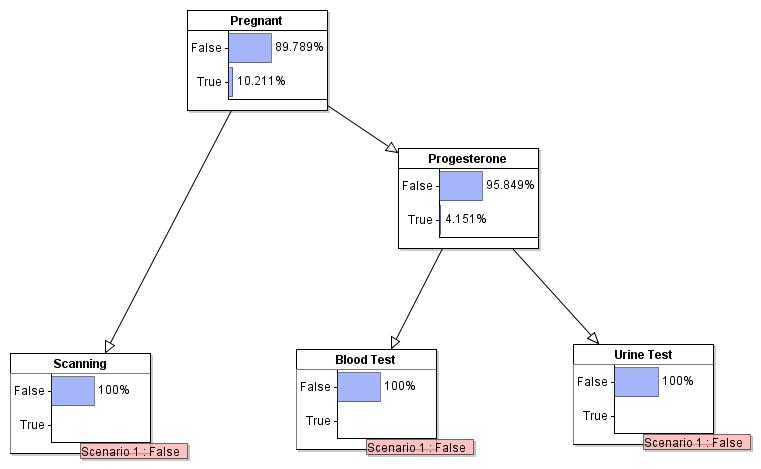 Pregnant
False 89.789%
True 10.211%
Progesterone
False 95.849%
True 4.151%
Scanning
False 100%
True
Scenario 1 : False
Blood Test
False 100%
True
Scenario 1 : False
Urine Test
False 100%
True
Scenario 1 : False